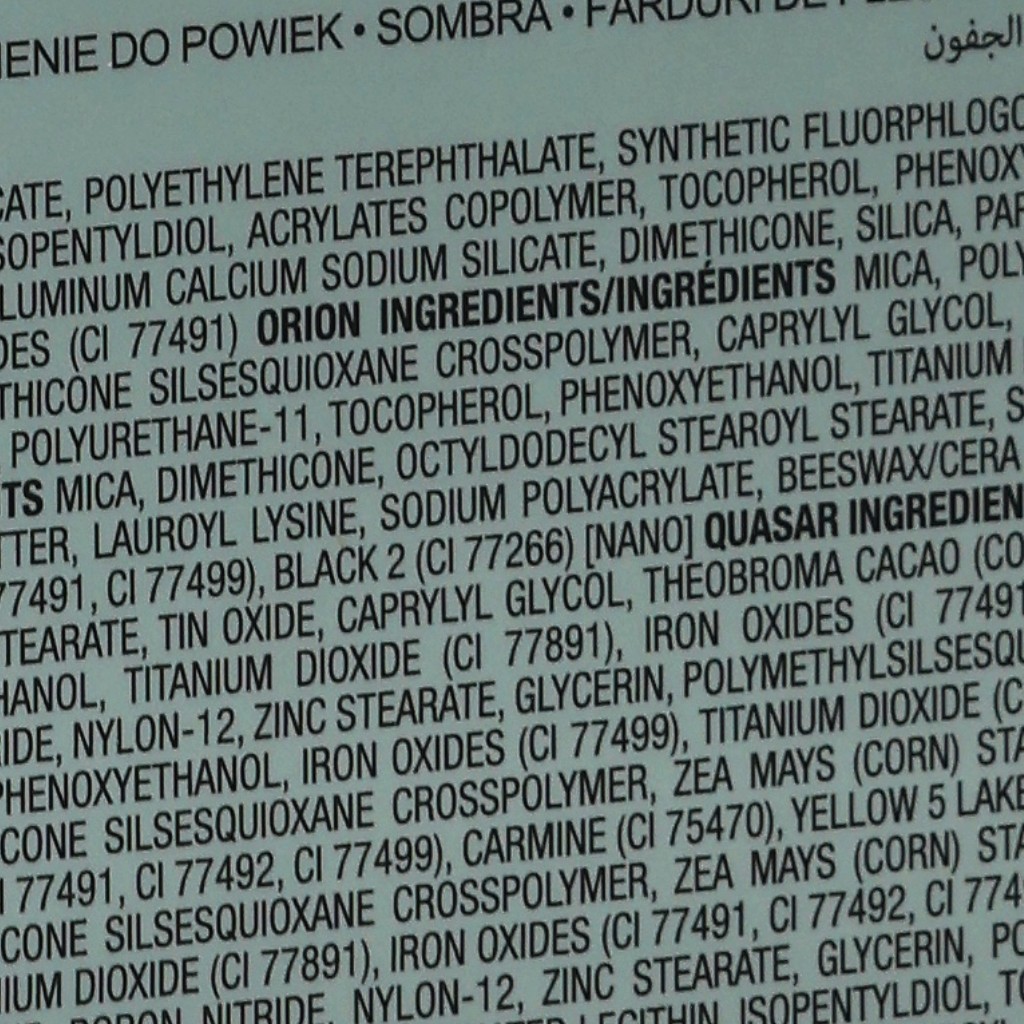 IENIE DO POWIEK • SOMBRA • FARDURI DE
الجفون
CATE, POLYETHYLENE TEREPHTHALATE, SYNTHETIC FLUORPHLOGO
SOPENTYLDIOL, ACRYLATES COPOLYMER, TOCOPHEROL, PHENOXY
LUMINUM CALCIUM SODIUM SILICATE, DIMETHICONE, SILICA, PAR
DES (CI 77491) ORION INGREDIENTS/INGRÉDIENTS MICA, POLY
THICONE SILSESQUIOXANE CROSSPOLYMER, CAPRYLYL GLYCOL,
POLYURETHANE-11, TOCOPHEROL, PHENOXYETHANOL, TITANIUM
TS MICA, DIMETHICONE, OCTYLDODECYL STEAROYL STEARATE, S
TTER, LAUROYL LYSINE, SODIUM POLYACRYLATE, BEESWAX/CERA
77491, CI 77499), BLACK 2 (CI 77266) [NANO] QUASAR INGREDIEN
TEARATE, TIN OXIDE, CAPRYLYL GLYCOL, THEOBROMA CACAO (CO
HANOL, TITANIUM DIOXIDE (CI 77891), IRON OXIDES (CI 77491
RIDE, NYLON-12, ZINC STEARATE, GLYCERIN, POLYMETHYLSILSESQU
PHENOXYETHANOL, IRON OXIDES (CI 77499), TITANIUM DIOXIDE (C
CONE SILSESQUIOXANE CROSSPOLYMER, ZEA MAYS (CORN) STA
I 77491, CI 77492, CI 77499), CARMINE (CI 75470), YELLOW 5 LAKE
CONE SILSESQUIOXANE CROSSPOLYMER, ZEA MAYS (CORN) STA
NIUM DIOXIDE (CI 77891), IRON OXIDES (CI 77491, CI 77492, CI 774
BORON NITRIDE, NYLON-12, ZINC STEARATE, GLYCERIN, PO
LECITHIN, ISOPENTYLDIOL, TO